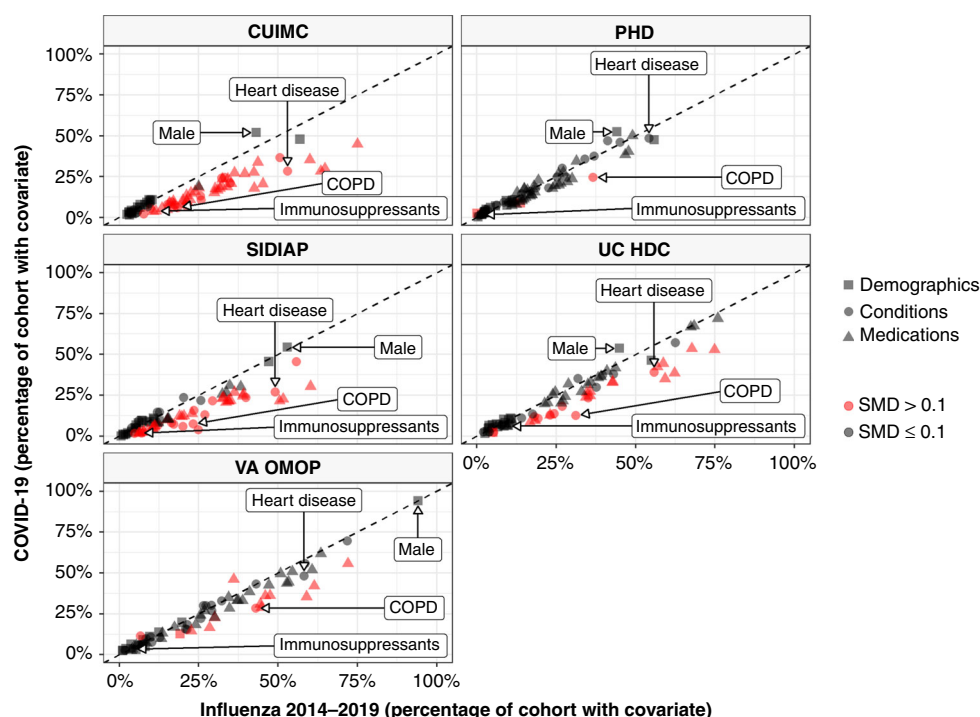 CUIMC
PHD
100%
75%
50%
25%
0%
Heart disease
Male
COPD
Immunosuppressants
Heart disease
Male
COPD
Immunosuppressants
SIDIAP
UC HDC
100%
75%
50%
25%
0%
Heart disease
Male
COPD
Immunosuppressants
Heart disease
Male
COPD
Immunosuppressants
0% 25% 50% 75% 100%
VA OMOP
100%
75%
50%
25%
0%
Heart disease
Male
COPD
Immunosuppressants
0% 25% 50% 75% 100%
COVID-19 (percentage of cohort with covariate)
Influenza 2014–2019 (percentage of cohort with covariate)
Demographics
Conditions
Medications
SMD > 0.1
SMD ≤ 0.1